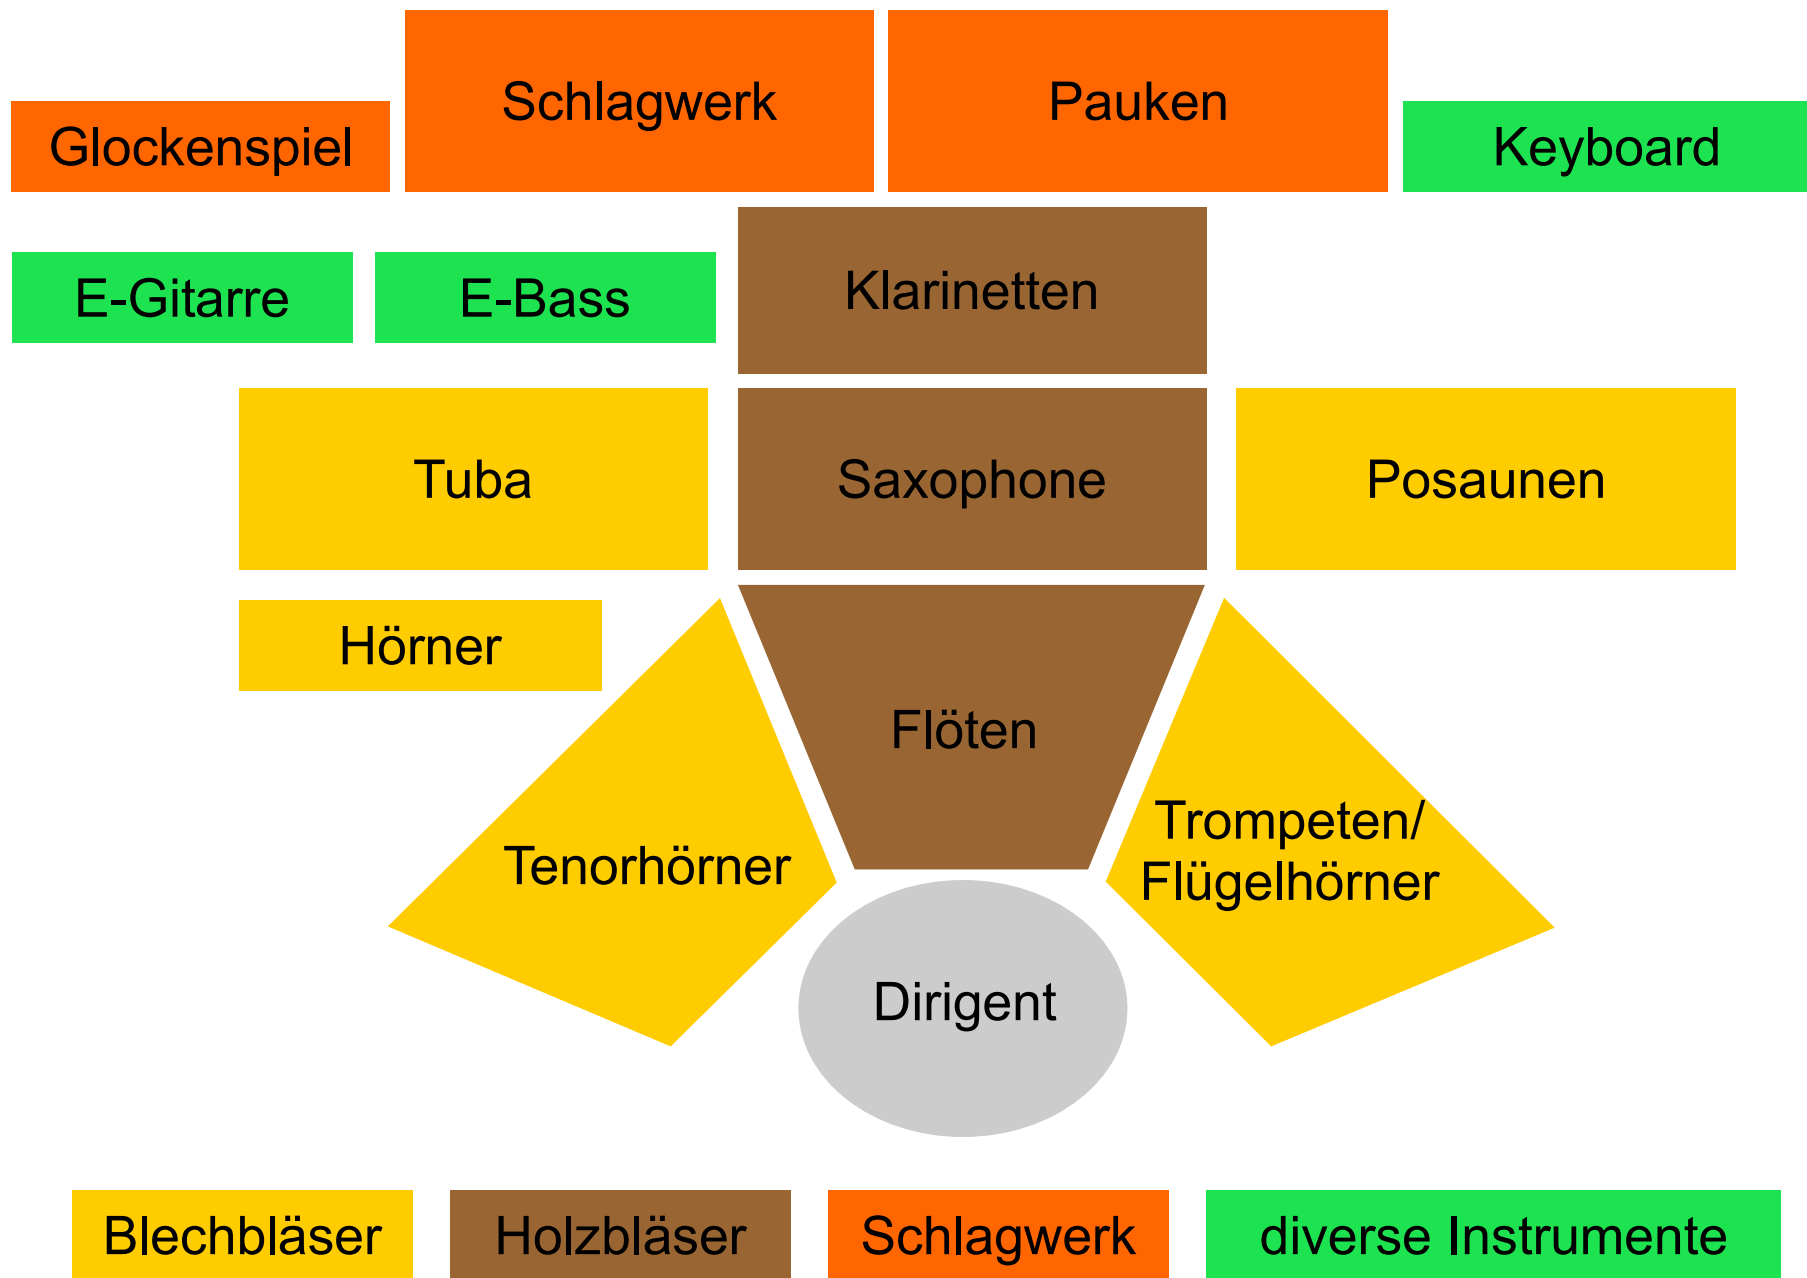 Schlagwerk
Pauken
Glockenspiel
Keyboard
Klarinetten
E-Gitarre
E-Bass
Tuba
Saxophone
Posaunen
Hörner
Flöten
Tenorhörner
Trompeten/
Flügelhörner
Dirigent
Blechbläser
Holzbläser
Schlagwerk
diverse Instrumente